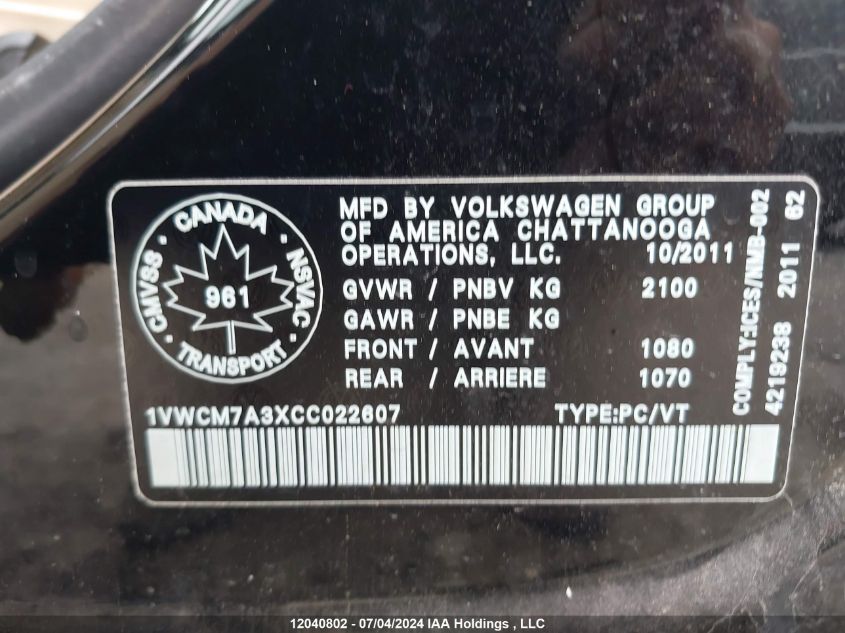 CANADA
CMVSS · NSVAC
961
· TRANSPORT ·
MFD BY VOLKSWAGEN GROUP
OF AMERICA CHATTANOOGA
OPERATIONS, LLC. 10/2011
GVWR / PNBV KG 2100
GAWR / PNBE KG
FRONT / AVANT 1080
REAR / ARRIERE 1070
1VWCM7A3XCC022607 TYPE:PC/VT
COMPLY:ICES/NMB-002
4219238 2011 62
12040802 - 07/04/2024 IAA Holdings , LLC